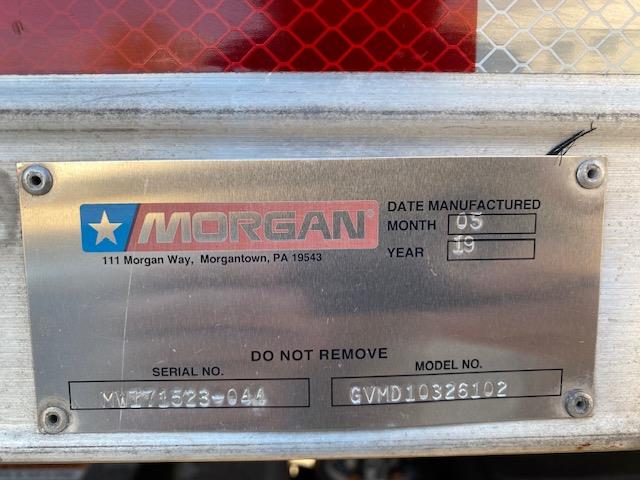 MORGAN®
111 Morgan Way, Morgantown, PA 19543
DATE MANUFACTURED
MONTH 05
YEAR 19
DO NOT REMOVE
SERIAL NO.
MODEL NO.
GVMD10326102